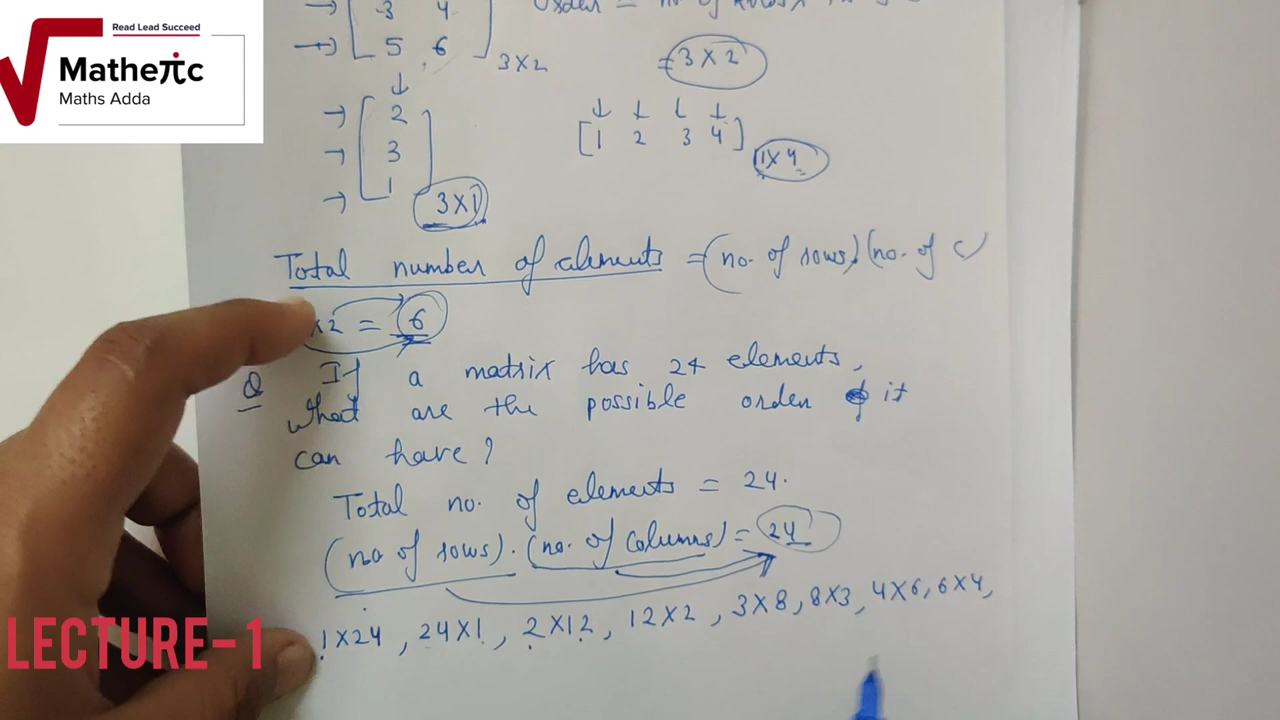 Read Lead Succeed
Matheπc
Maths Adda
→ [ 3 4
→ 5 6 ] 3×2
= 3×2
↓
→ [ 2
→ 3
→ 1 ] 3×1
↓ ↓ ↓ ↓
[1 2 3 4] 1×4
Total number of elements = (no. of rows) (no. of c
×2 = 6
Q If a matrix has 24 elements,
what are the possible order it
can have?
Total no. of elements = 24.
(no of rows). (no. of columns) = 24
1×24, 24×1, 2×12, 12×2, 3×8, 8×3, 4×6, 6×4,
LECTURE-1